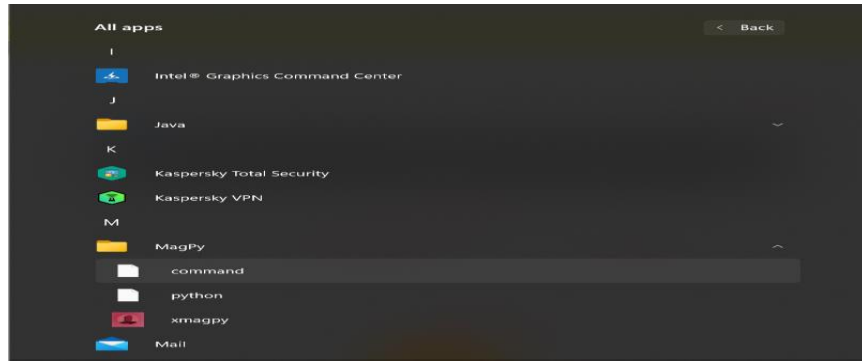 All apps
< Back
I
Intel® Graphics Command Center
J
Java
K
Kaspersky Total Security
Kaspersky VPN
M
MagPy
command
python
xmagpy
Mail